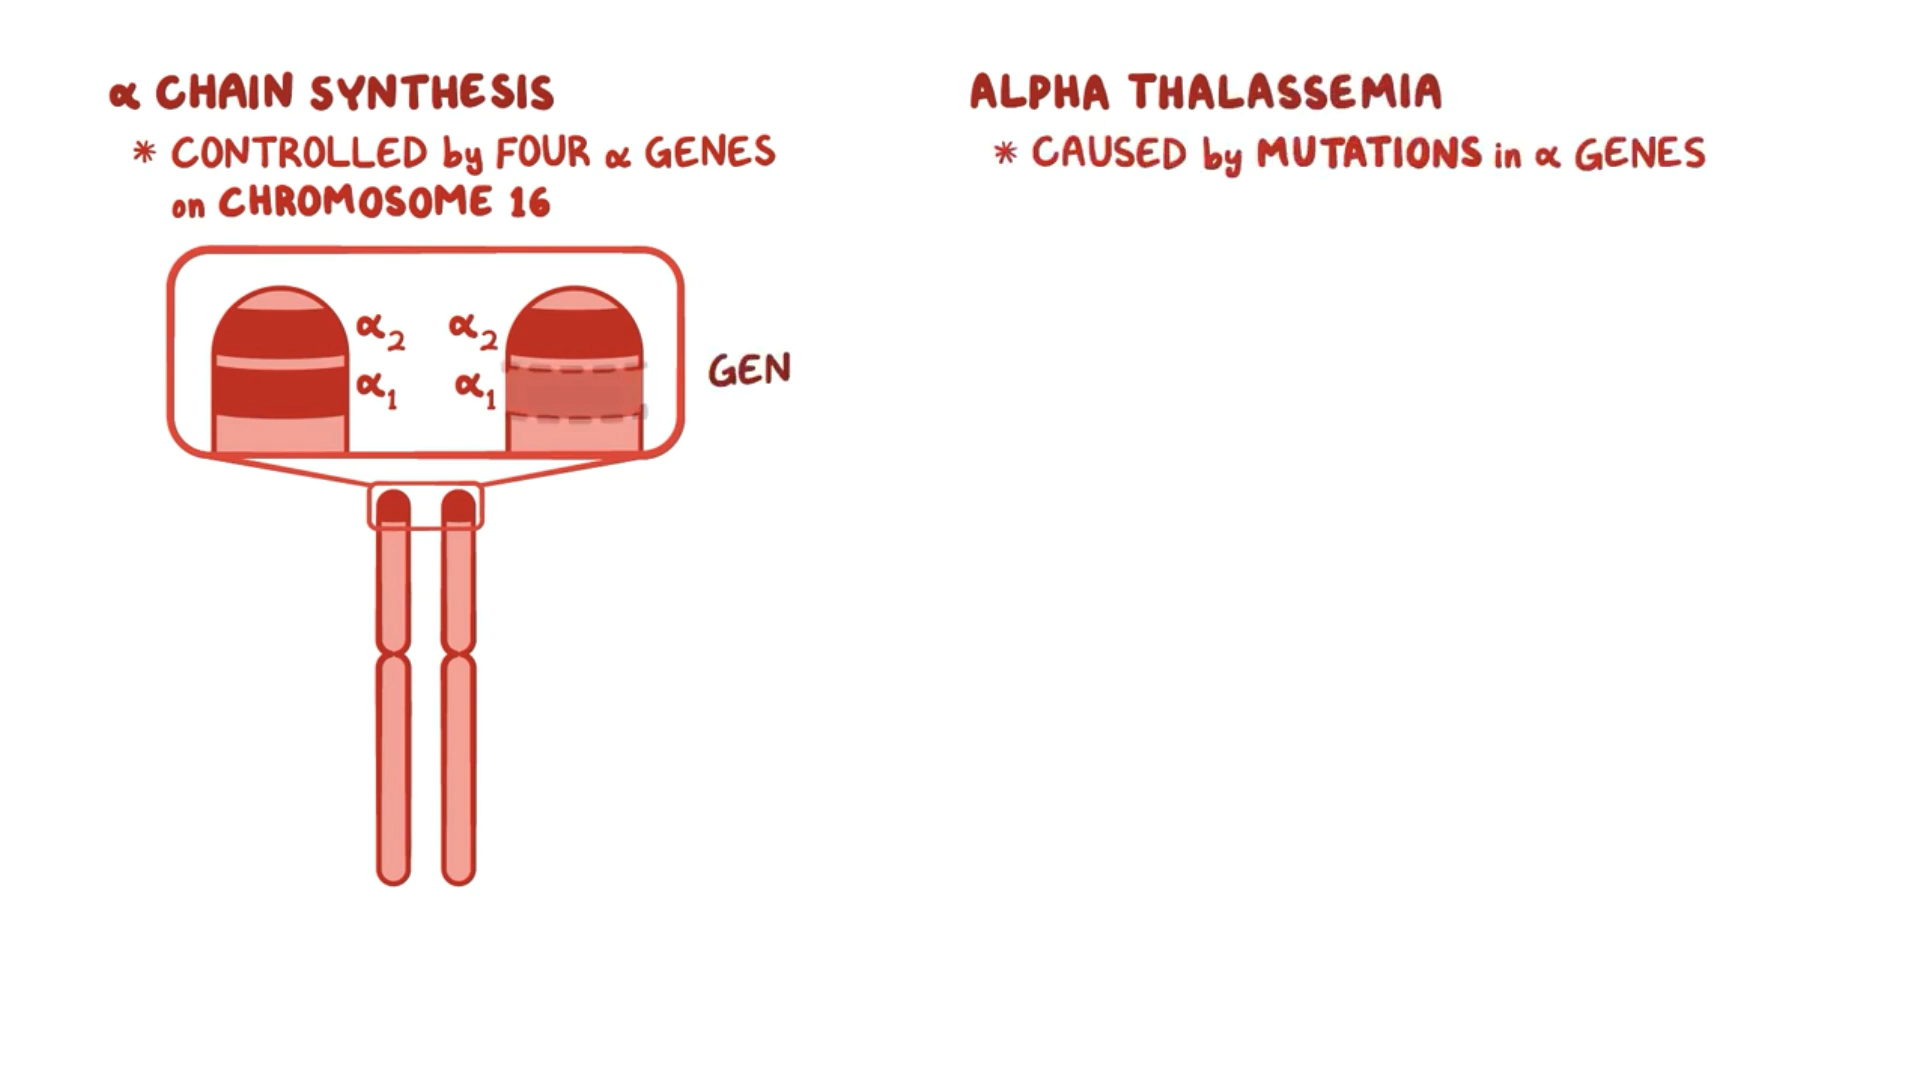 α CHAIN SYNTHESIS
* CONTROLLED by FOUR α GENES
on CHROMOSOME 16
α2 α2
α1 α1
GEN
ALPHA THALASSEMIA
* CAUSED by MUTATIONS in α GENES